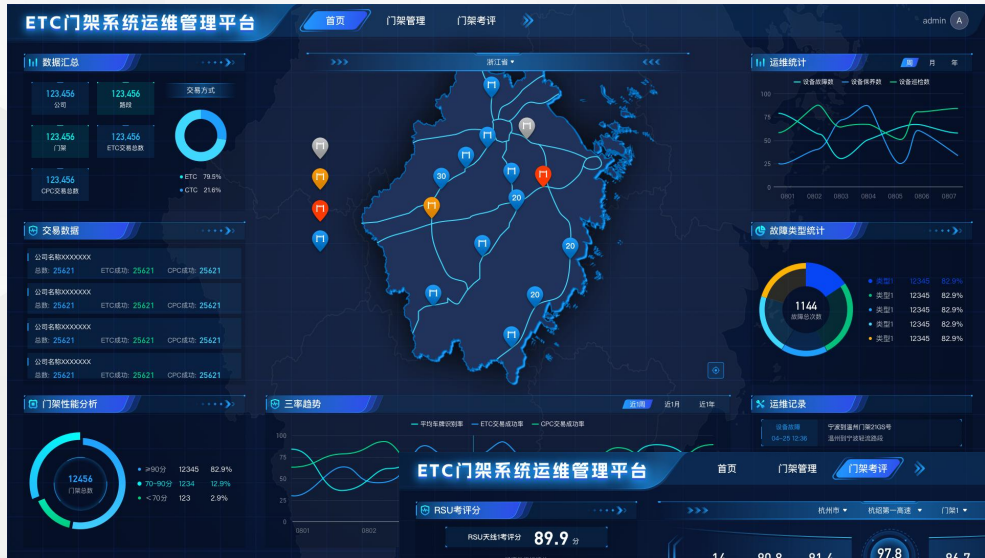 ETC门架系统运维管理平台
首页 门架管理 门架考评
admin A
数据汇总
123,456 123.456
公司 路段
123,456 123,456
门架 ETC交易总数
123,456
CPC交易总数
交易方式
ETC 79.5%
CTC 21.6%
浙江省
30
20
20
20
运维统计
周 月 年
设备故障数 设备保养数 设备巡检数
100
75
50
25
0
0801 0802 0803 0804 0805 0806 0807
交易数据
公司名称XXXXXXX
总数: 25621 ETC成功: 25621 CPC成功: 25621
公司名称XXXXXXX
总数: 25621 ETC成功: 25621 CPC成功: 25621
公司名称XXXXXXX
总数: 25621 ETC成功: 25621 CPC成功: 25621
公司名称XXXXXXX
总数: 25621 ETC成功: 25621 CPC成功: 25621
故障类型统计
1144
故障总次数
类型1 12345 82.9%
类型1 12345 82.9%
类型1 12345 82.9%
类型1 12345 82.9%
类型1 12345 82.9%
门架性能分析
12456
门架总数
≥90分 12345 82.9%
70-90分 1234 12.9%
<70分 123 2.9%
三率趋势
近1周 近1月 近1年
平均车牌识别率 ETC交易成功率 CPC交易成功率
100
75
50
25
0
0801 0802
运维记录
设备故障 宁波到温州门架21GS号
04-25 12:36 温州到宁波轻流路段
ETC门架系统运维管理平台
首页 门架管理 门架考评
RSU考评分
RSU天线1考评分 89.9 分
杭州市 杭绍第一高速 门架1
97.8